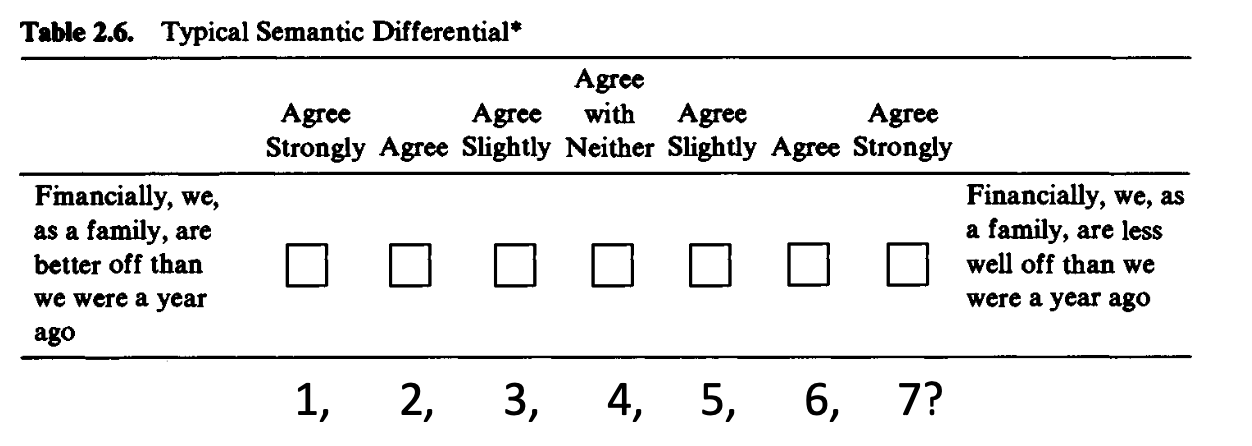 Table 2.6. Typical Semantic Differential*
Agree Strongly Agree Agree Slightly Agree with Neither Agree Slightly Agree Agree Strongly
Financially, we, as a family, are better off than we were a year ago
Financially, we, as a family, are less well off than we were a year ago
1, 2, 3, 4, 5, 6, 7?